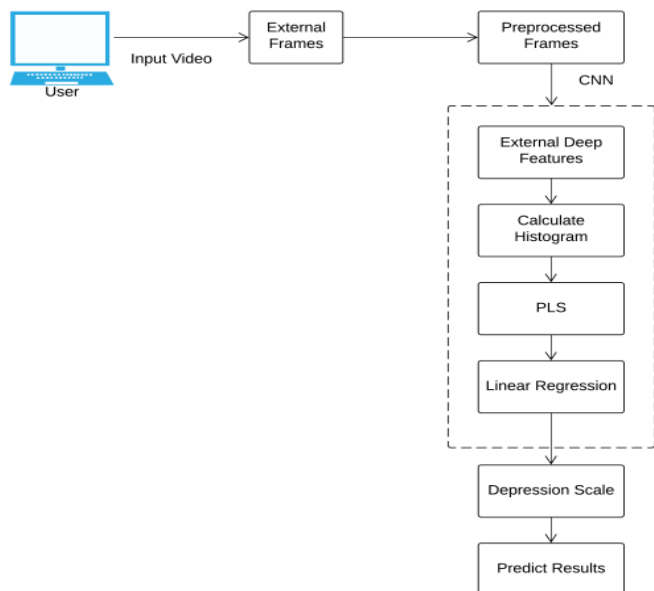 External
Frames
Preprocessed
Frames
Input Video
User
CNN
External Deep
Features
Calculate
Histogram
PLS
Linear Regression
Depression Scale
Predict Results